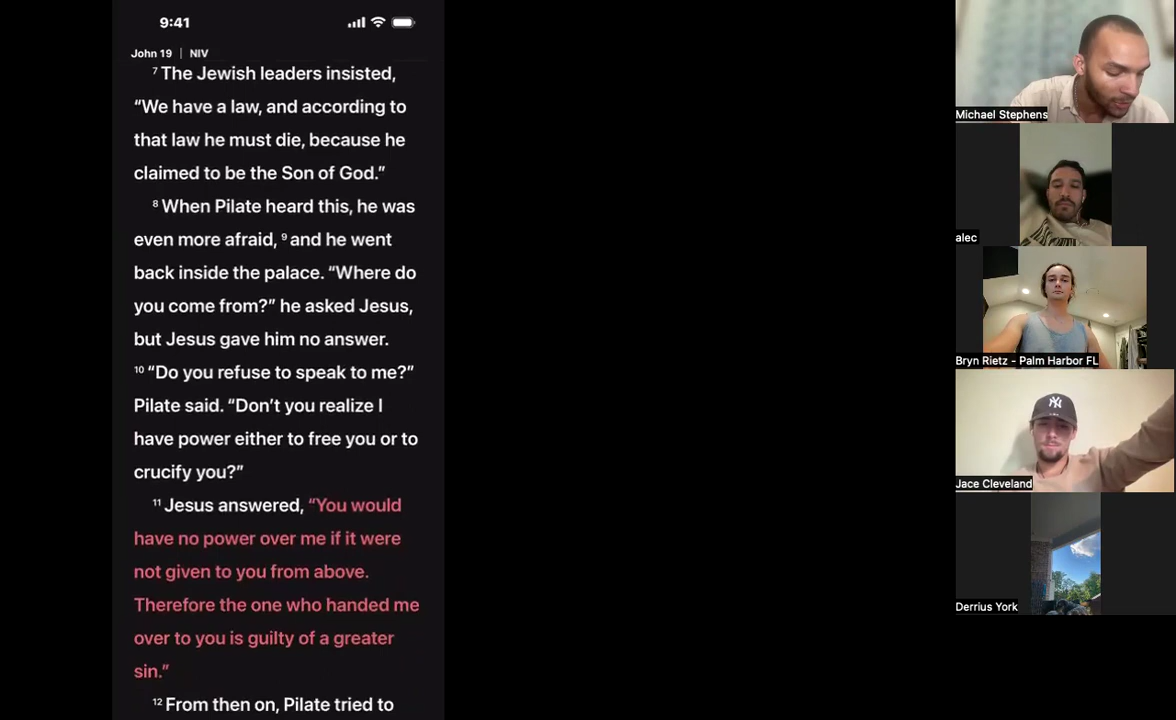 9:41
John 19 | NIV
7 The Jewish leaders insisted,
“We have a law, and according to
that law he must die, because he
claimed to be the Son of God.”
8 When Pilate heard this, he was
even more afraid, 9 and he went
back inside the palace. “Where do
you come from?” he asked Jesus,
but Jesus gave him no answer.
10 “Do you refuse to speak to me?”
Pilate said. “Don’t you realize I
have power either to free you or to
crucify you?”
11 Jesus answered, “You would
have no power over me if it were
not given to you from above.
Therefore the one who handed me
over to you is guilty of a greater
sin.”
12 From then on, Pilate tried to
Michael Stephens
alec
Bryn Rietz - Palm Harbor FL
Jace Cleveland
Derrius York